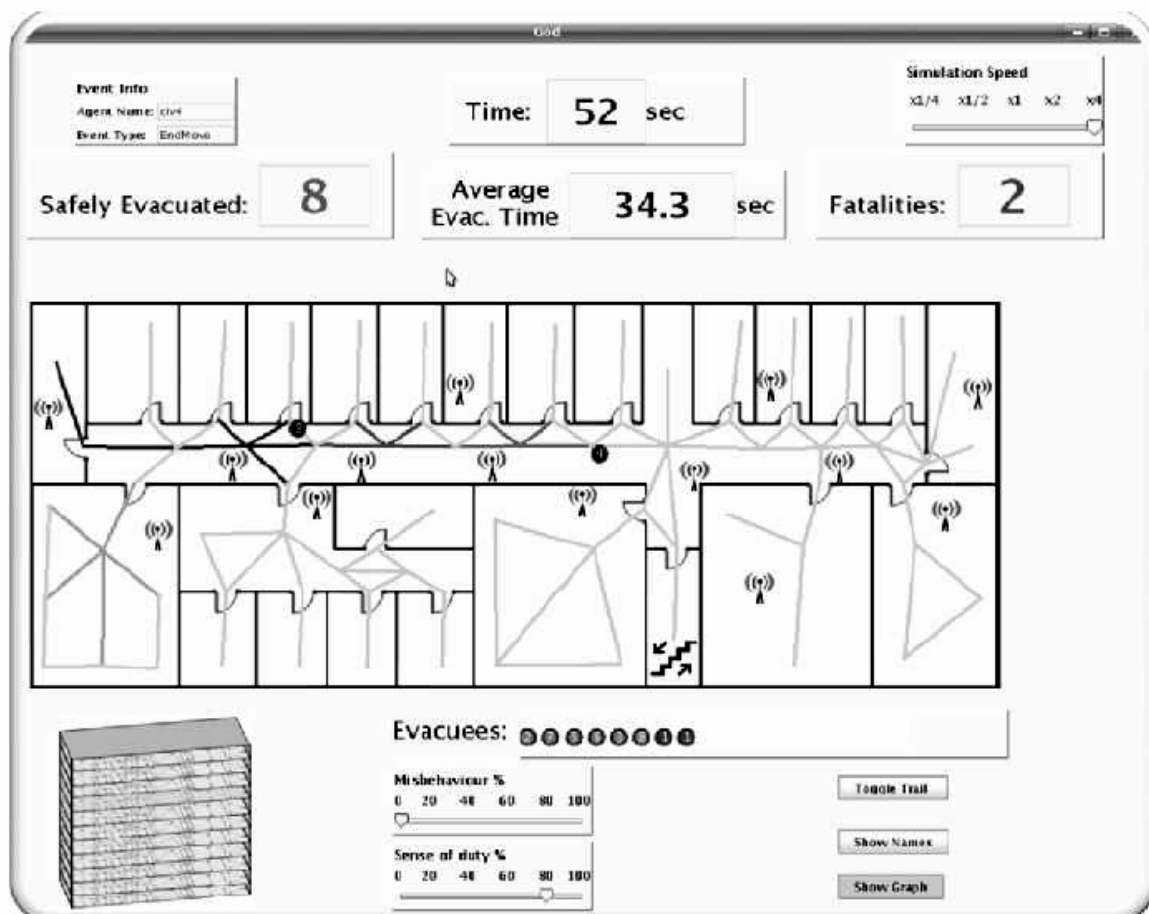 God
Event Info
Agent Name: civ4
Event Type: EndMove
Time: 52 sec
Simulation Speed
x1/4 x1/2 x1 x2 x4
Safely Evacuated: 8
Average Evac. Time 34.3 sec
Fatalities: 2
Evacuees:
Misbehaviour %
0 20 40 60 80 100
Sense of duty %
0 20 40 60 80 100
Toggle Trail
Show Names
Show Graph